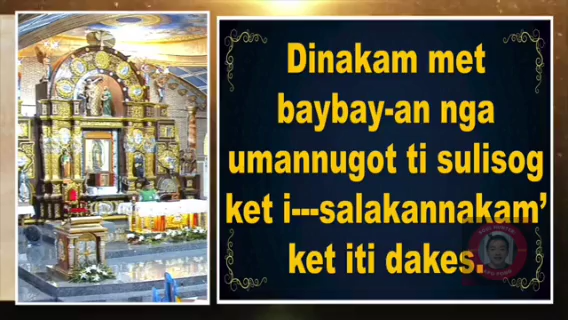 Dinakam met
baybay-an nga
umannugot ti sulisog
ket i---salakannakam’
ket iti dakes.